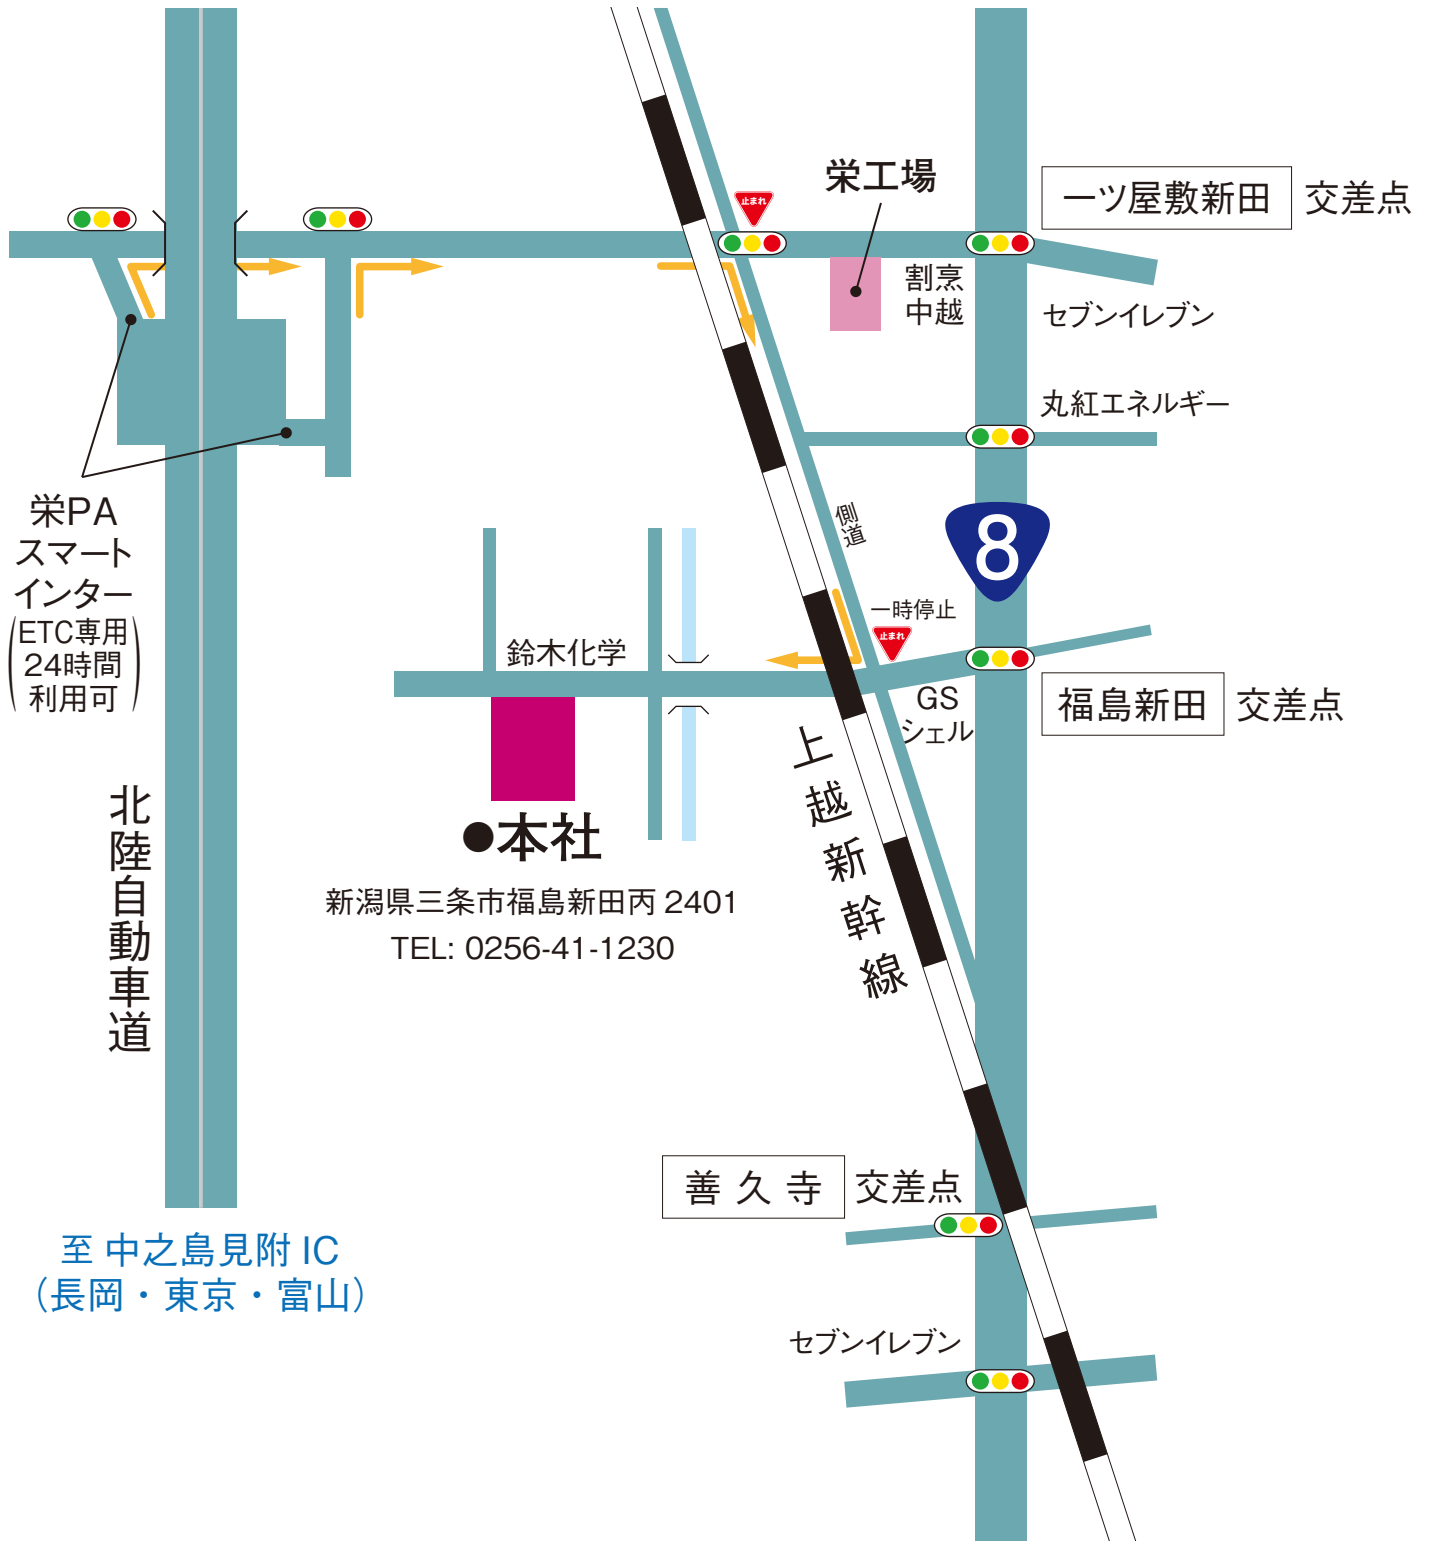 栄工場
一ツ屋敷新田 交差点
止まれ
割烹
中越
セブンイレブン
丸紅エネルギー
栄PA
スマート
インター
(ETC専用
24時間
利用可)
側道
8
一時停止
止まれ
鈴木化学
GS
シェル
福島新田 交差点
上越新幹線
北陸自動車道
●本社
新潟県三条市福島新田丙 2401
TEL: 0256-41-1230
善久寺 交差点
至 中之島見附 IC
（長岡・東京・富山）
セブンイレブン